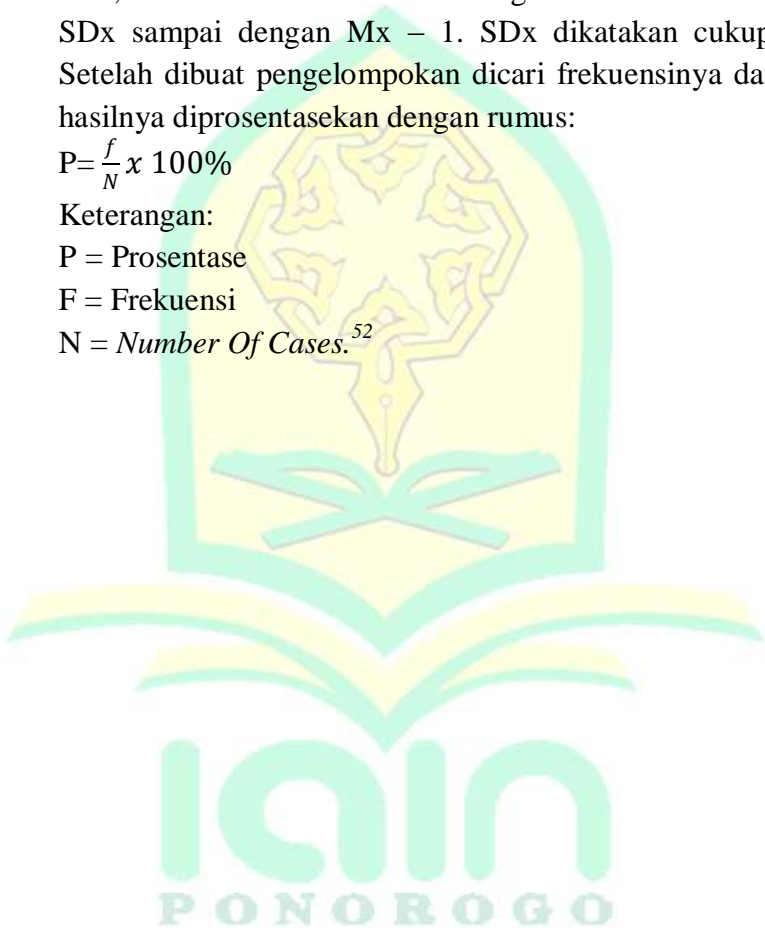 SDx sampai dengan Mx – 1. SDx dikatakan cukup
Setelah dibuat pengelompokan dicari frekuensinya da
hasilnya diprosentasekan dengan rumus:
P= f/N x 100%
Keterangan:
P = Prosentase
F = Frekuensi
N = Number Of Cases.52
iain
PONOROGO